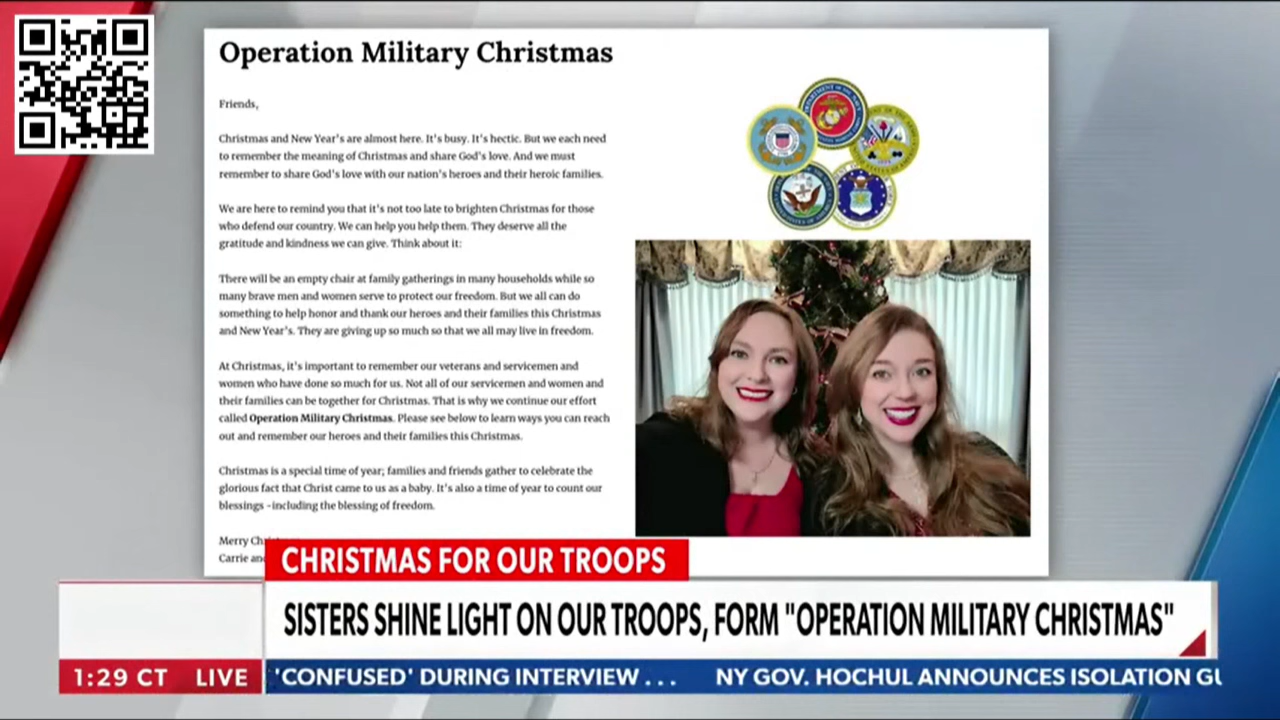 Operation Military Christmas
Friends,
Christmas and New Year's are almost here. It's busy. It's hectic. But we each need
to remember the meaning of Christmas and share God's love. And we must
remember to share God's love with our nation's heroes and their heroic families.
We are here to remind you that it's not too late to brighten Christmas for those
who defend our country. We can help you help them. They deserve all the
gratitude and kindness we can give. Think about it:
There will be an empty chair at family gatherings in many households while so
many brave men and women serve to protect our freedom. But we all can do
something to help honor and thank our heroes and their families this Christmas
and New Year's. They are giving up so much so that we all may live in freedom.
At Christmas, it's important to remember our veterans and servicemen and
women who have done so much for us. Not all of our servicemen and women and
their families can be together for Christmas. That is why we continue our effort
called Operation Military Christmas. Please see below to learn ways you can reach
out and remember our heroes and their families this Christmas.
Christmas is a special time of year; families and friends gather to celebrate the
glorious fact that Christ came to us as a baby. It's also a time of year to count our
blessings -including the blessing of freedom.
Merry
Carrie
CHRISTMAS FOR OUR TROOPS
SISTERS SHINE LIGHT ON OUR TROOPS, FORM "OPERATION MILITARY CHRISTMAS"
1:29 CT LIVE 'CONFUSED' DURING INTERVIEW . . . NY GOV. HOCHUL ANNOUNCES ISOLATION